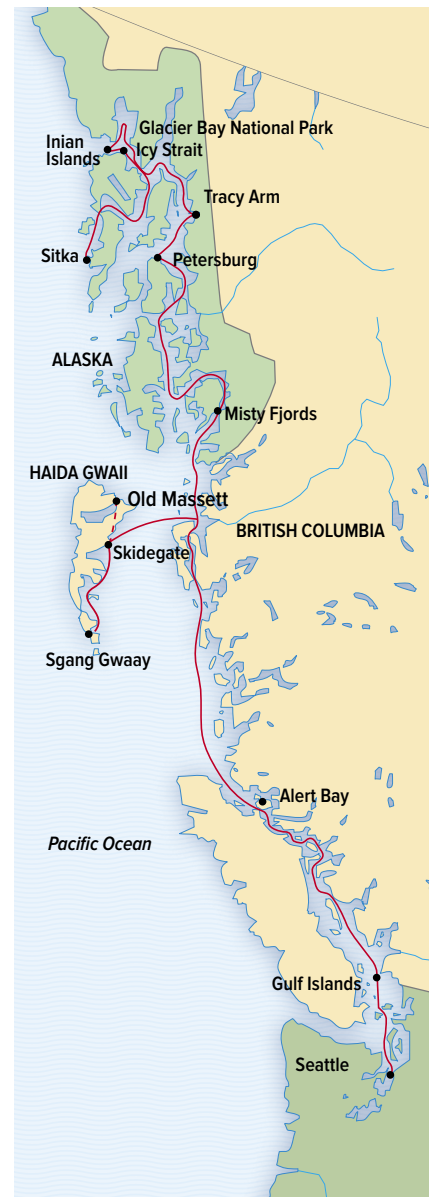 Glacier Bay National Park
Inian
Islands
Icy Strait
Tracy Arm
Sitka
Petersburg
ALASKA
Misty Fjords
HAIDA GWAII
Old Massett
BRITISH COLUMBIA
Skidegate
Sgang Gwaay
Alert Bay
Pacific Ocean
Gulf Islands
Seattle